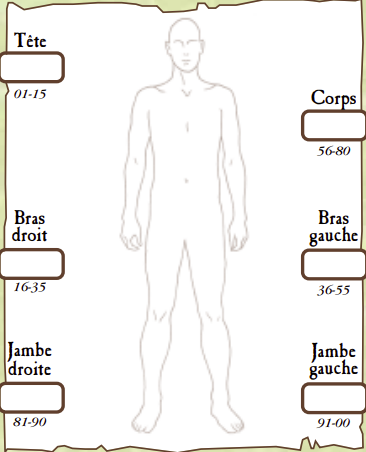 Tête
01-15
Corps
56-80
Bras
droit
16-35
Bras
gauche
36-55
Jambe
droite
81-90
Jambe
gauche
91-00